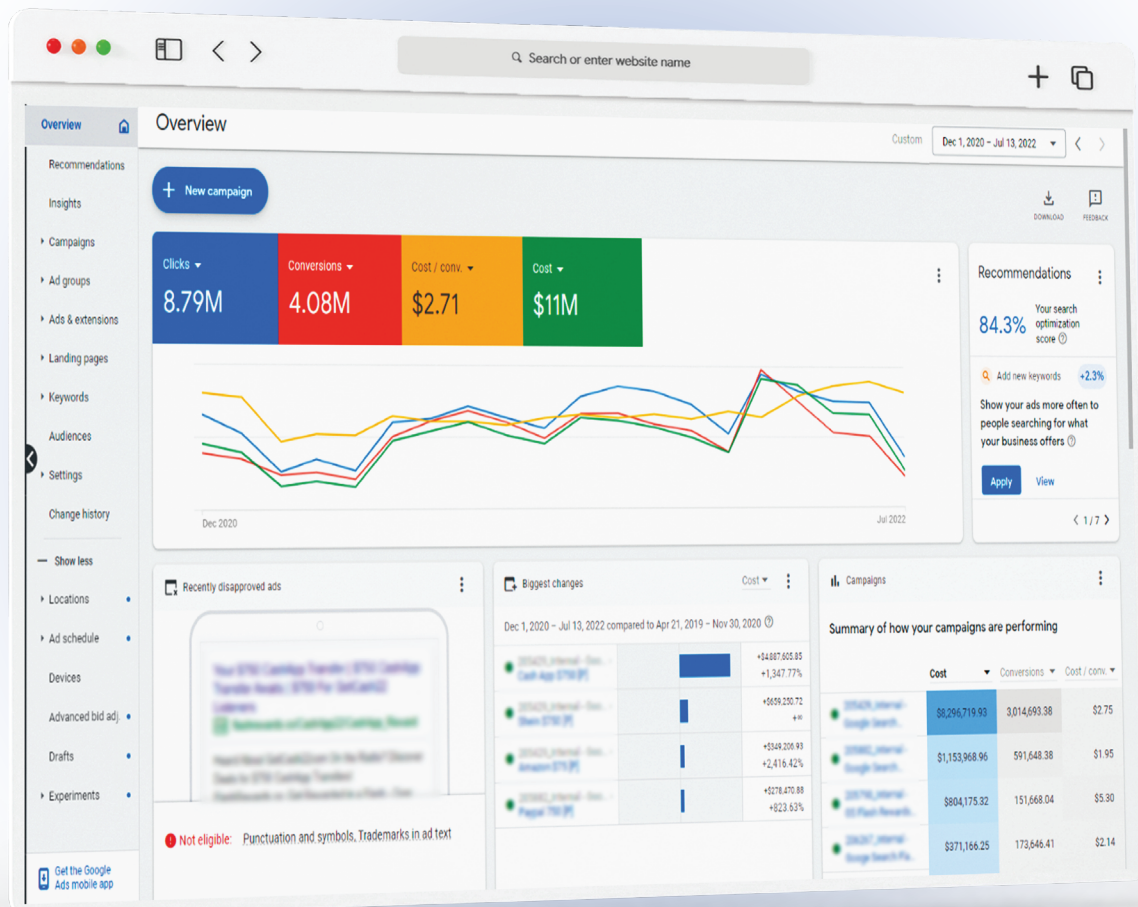 Search or enter website name
Overview
Recommendations
Insights
Campaigns
Ad groups
Ads & extensions
Landing pages
Keywords
Audiences
Settings
Change history
Show less
Locations
Ad schedule
Devices
Advanced bid adj.
Drafts
Experiments
Get the Google
Ads mobile app
Overview
Custom
Dec 1, 2020 – Jul 13, 2022
New campaign
DOWNLOAD
FEEDBACK
Clicks
8.79M
Conversions
4.08M
Cost / conv.
$2.71
Cost
$11M
Dec 2020
Jul 2022
Recommendations
84.3%
Your search
optimization
score
Add new keywords
+2.3%
Show your ads more often to
people searching for what
your business offers
Apply
View
1 / 7
Recently disapproved ads
Not eligible: Punctuation and symbols, Trademarks in ad text
Biggest changes
Cost
Dec 1, 2020 – Jul 13, 2022 compared to Apr 21, 2019 – Nov 30, 2020
+$4,887,605.85
+1,347.77%
+$659,250.72
+∞
+$349,206.93
+2,416.42%
+$278,470.88
+823.63%
Campaigns
Summary of how your campaigns are performing
Cost Conversions Cost / conv.
$8,296,719.93 3,014,693.38 $2.75
$1,153,968.96 591,648.38 $1.95
$804,175.32 151,668.04 $5.30
$371,166.25 173,646.41 $2.14